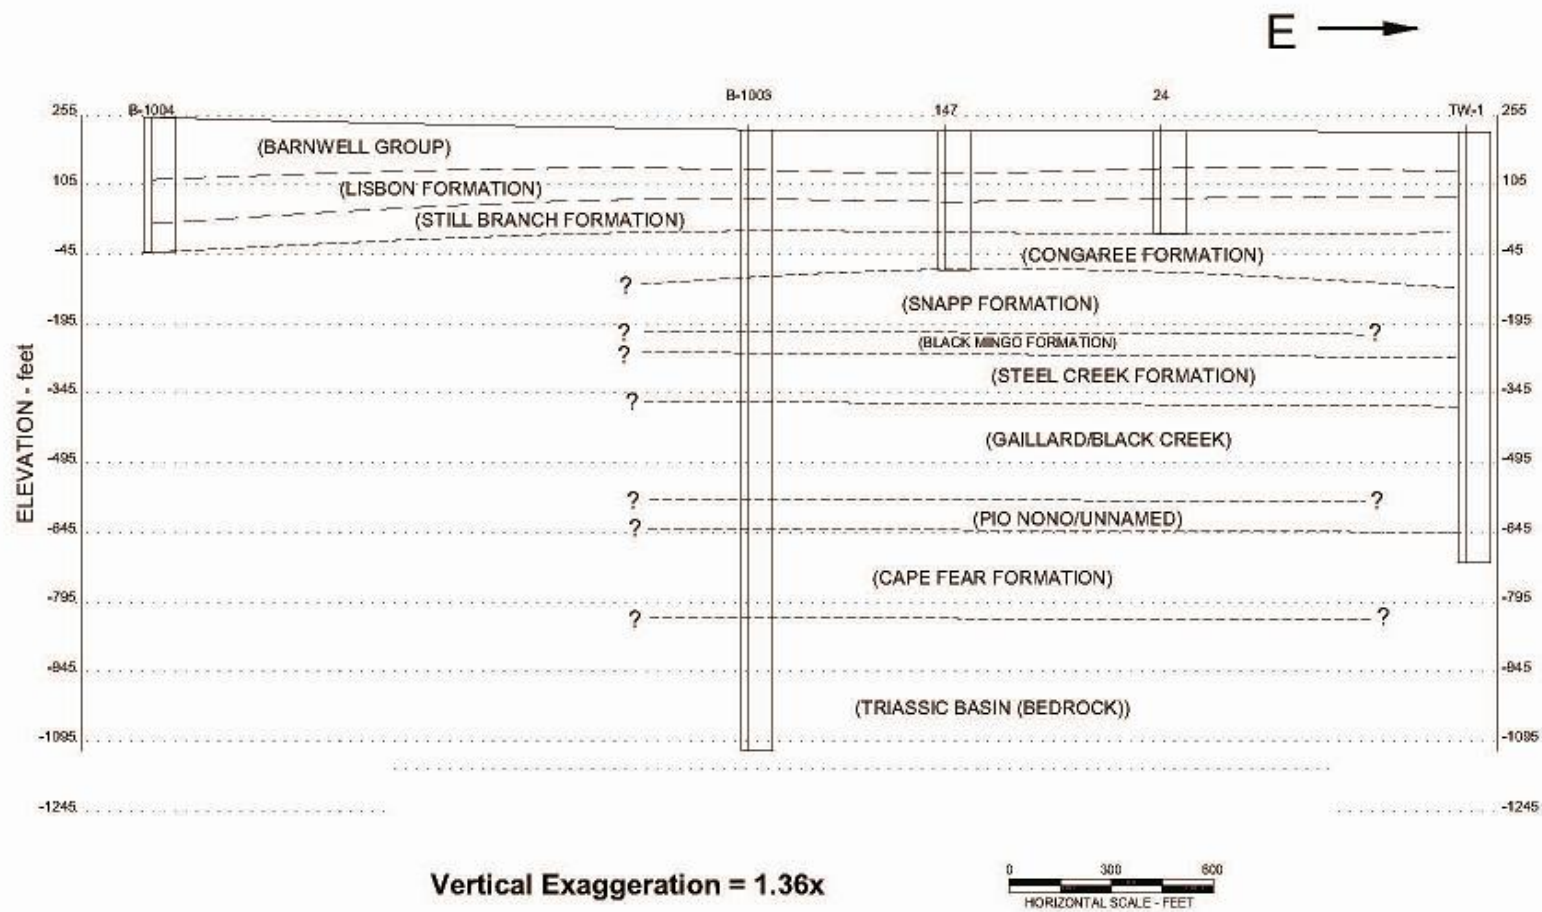 E
B-1003
24
255
B-1004
147
TW-1
255
(BARNWELL GROUP)
105
(LISBON FORMATION)
105
(STILL BRANCH FORMATION)
-45
(CONGAREE FORMATION)
-45
?
(SNAPP FORMATION)
-195
?
?
-195
(BLACK MINGO FORMATION)
?
(STEEL CREEK FORMATION)
-345
-345
?
(GAILLARD/BLACK CREEK)
-495
-495
?
?
(PIO NONO/UNNAMED)
-645
?
-645
(CAPE FEAR FORMATION)
-795
-795
?
?
-945
-945
(TRIASSIC BASIN (BEDROCK))
-1095
-1095
-1245
-1245
ELEVATION - feet
Vertical Exaggeration = 1.36x
0 300 600
HORIZONTAL SCALE - FEET